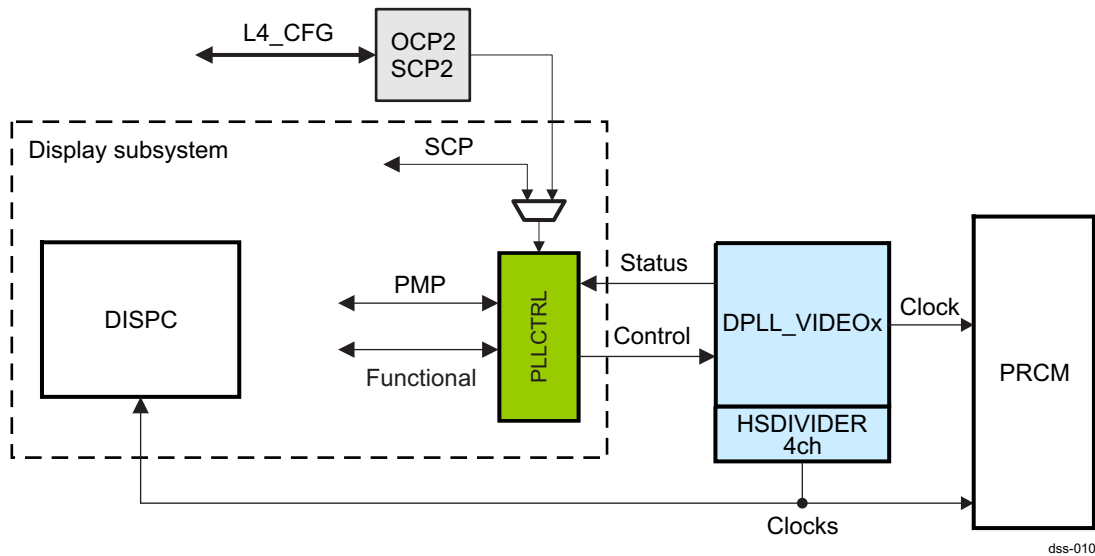 L4_CFG
OCP2
SCP2
Display subsystem
SCP
DISPC
PMP
Functional
PLLCTRL
Status
Control
DPLL_VIDEOx
HSDIVIDER
4ch
Clock
PRCM
Clocks
dss-010